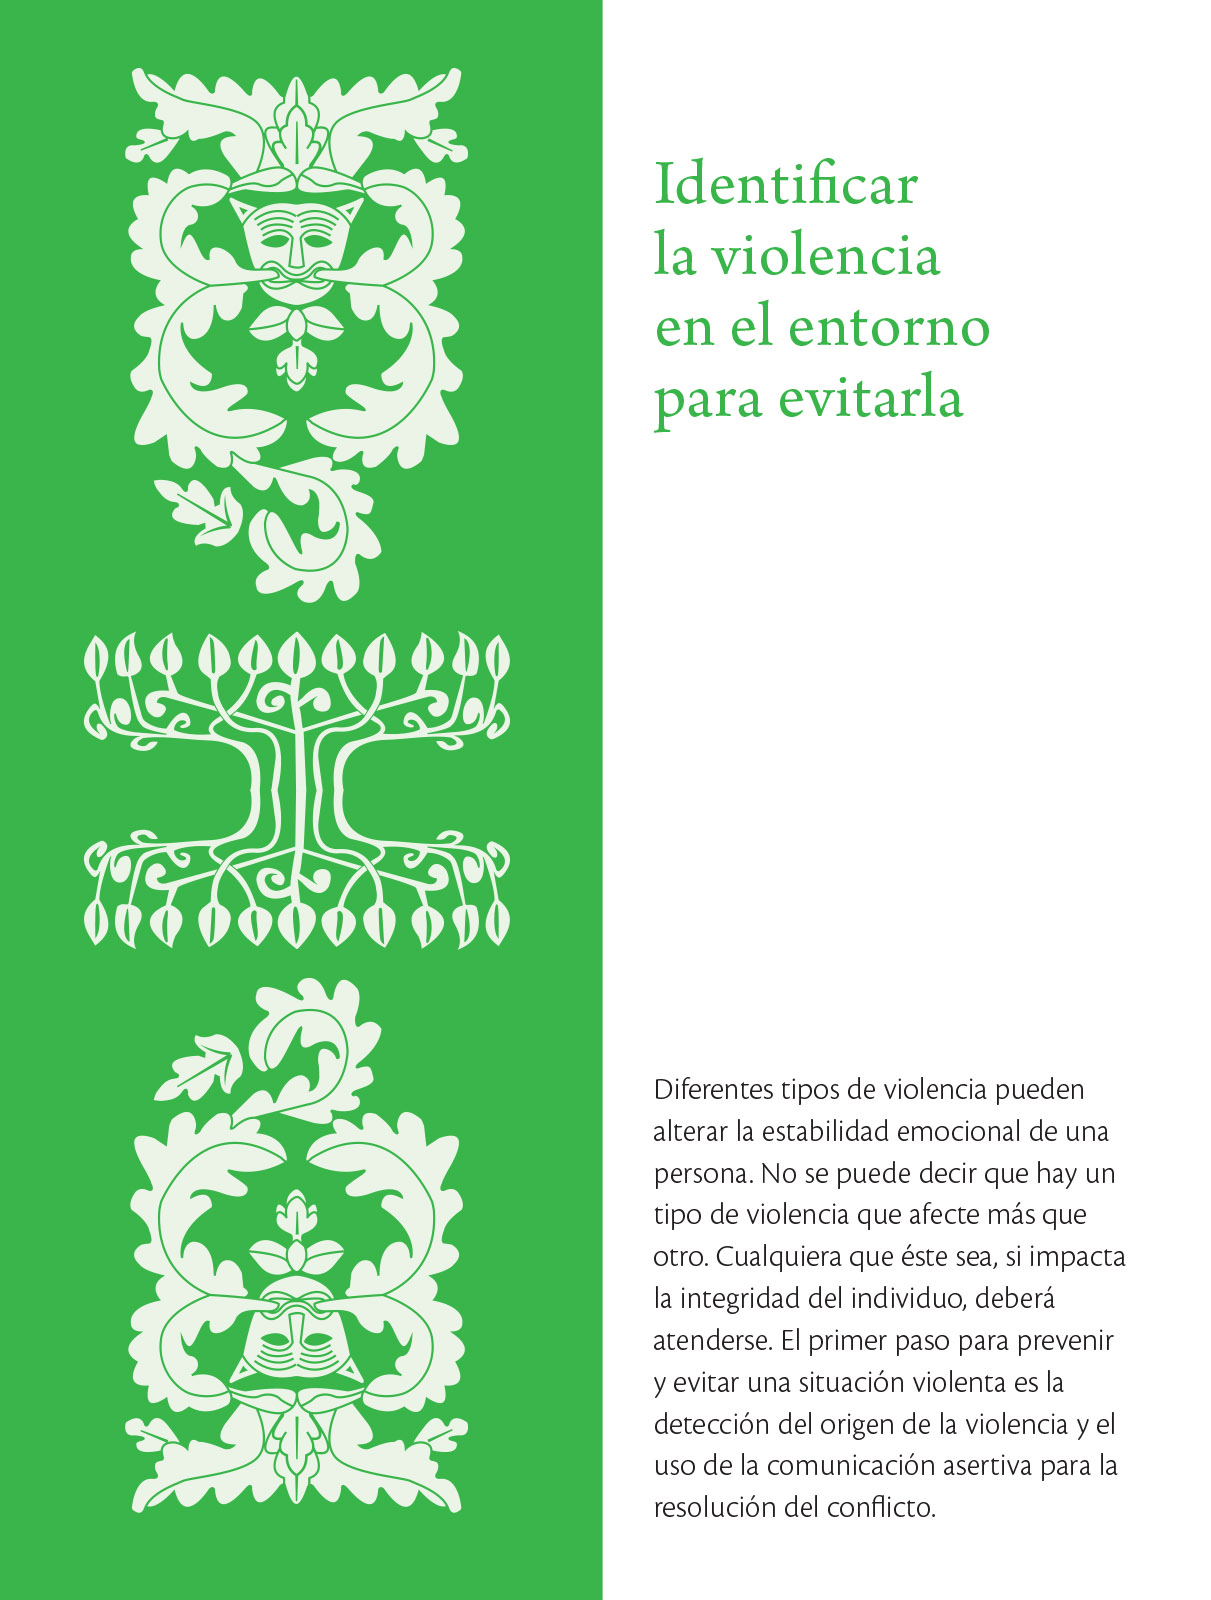 Identificar
la violencia
en el entorno
para evitarla
Diferentes tipos de violencia pueden
alterar la estabilidad emocional de una
persona. No se puede decir que hay un
tipo de violencia que afecte más que
otro. Cualquiera que éste sea, si impacta
la integridad del individuo, deberá
atenderse. El primer paso para prevenir
y evitar una situación violenta es la
detección del origen de la violencia y el
uso de la comunicación asertiva para la
resolución del conflicto.